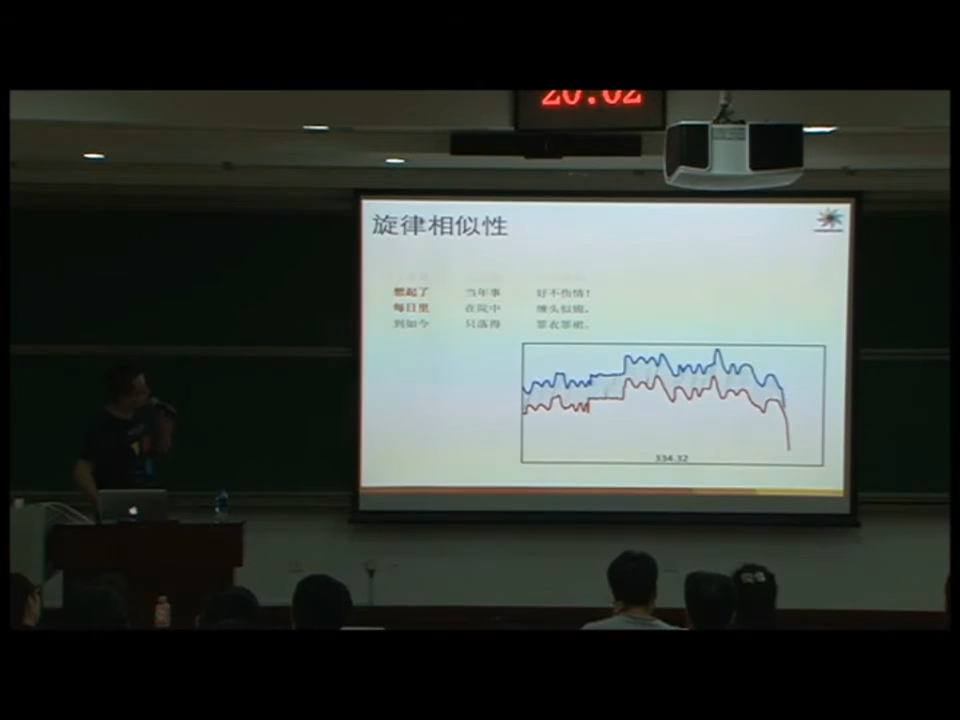 20:02
旋律相似性
想起了 当年事 好不伤情!
每日里 在院中 缠头似锦,
到如今 只落得 罪衣罪裙。
334.32